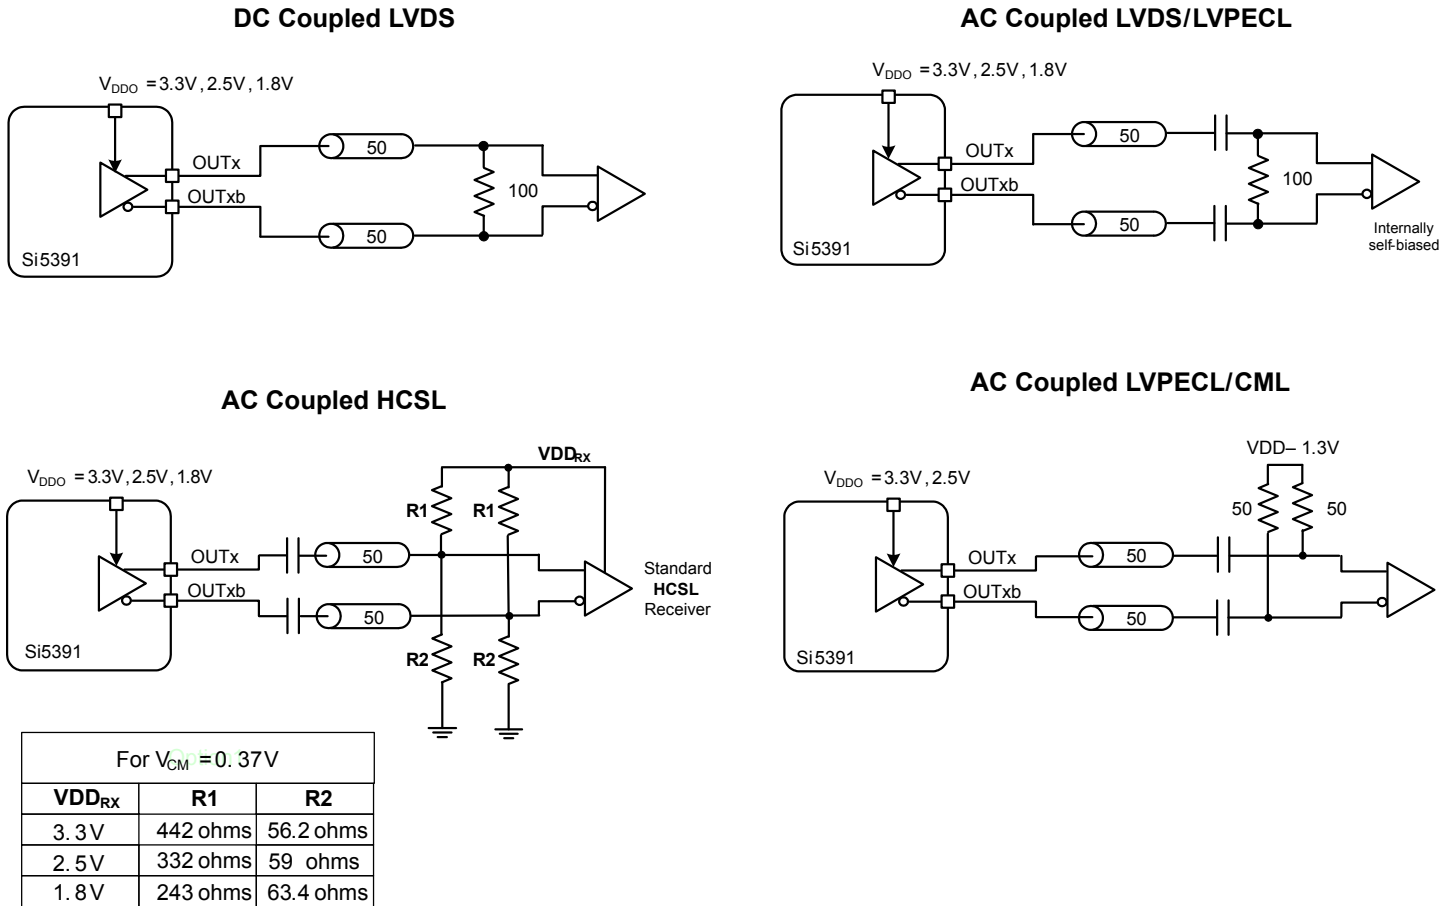 DC Coupled LVDS
VDDO =3.3V, 2.5V, 1.8V
OUTx
OUTxb
50
50
100
Si5391
AC Coupled LVDS/LVPECL
VDDO =3.3V, 2.5V, 1.8V
OUTx
OUTxb
50
50
100
Internally
self-biased
Si5391
AC Coupled HCSL
VDDO =3.3V, 2.5V, 1.8V
VDDRX
R1
R1
OUTx
OUTxb
50
50
R2
R2
Standard
HCSL
Receiver
Si5391
For VCM =0. 37V
VDDRX R1 R2
3. 3V 442 ohms 56.2 ohms
2. 5V 332 ohms 59 ohms
1. 8V 243 ohms 63.4 ohms
AC Coupled LVPECL/CML
VDDO =3.3V, 2.5V
VDD– 1.3V
50
50
OUTx
OUTxb
50
50
Si5391